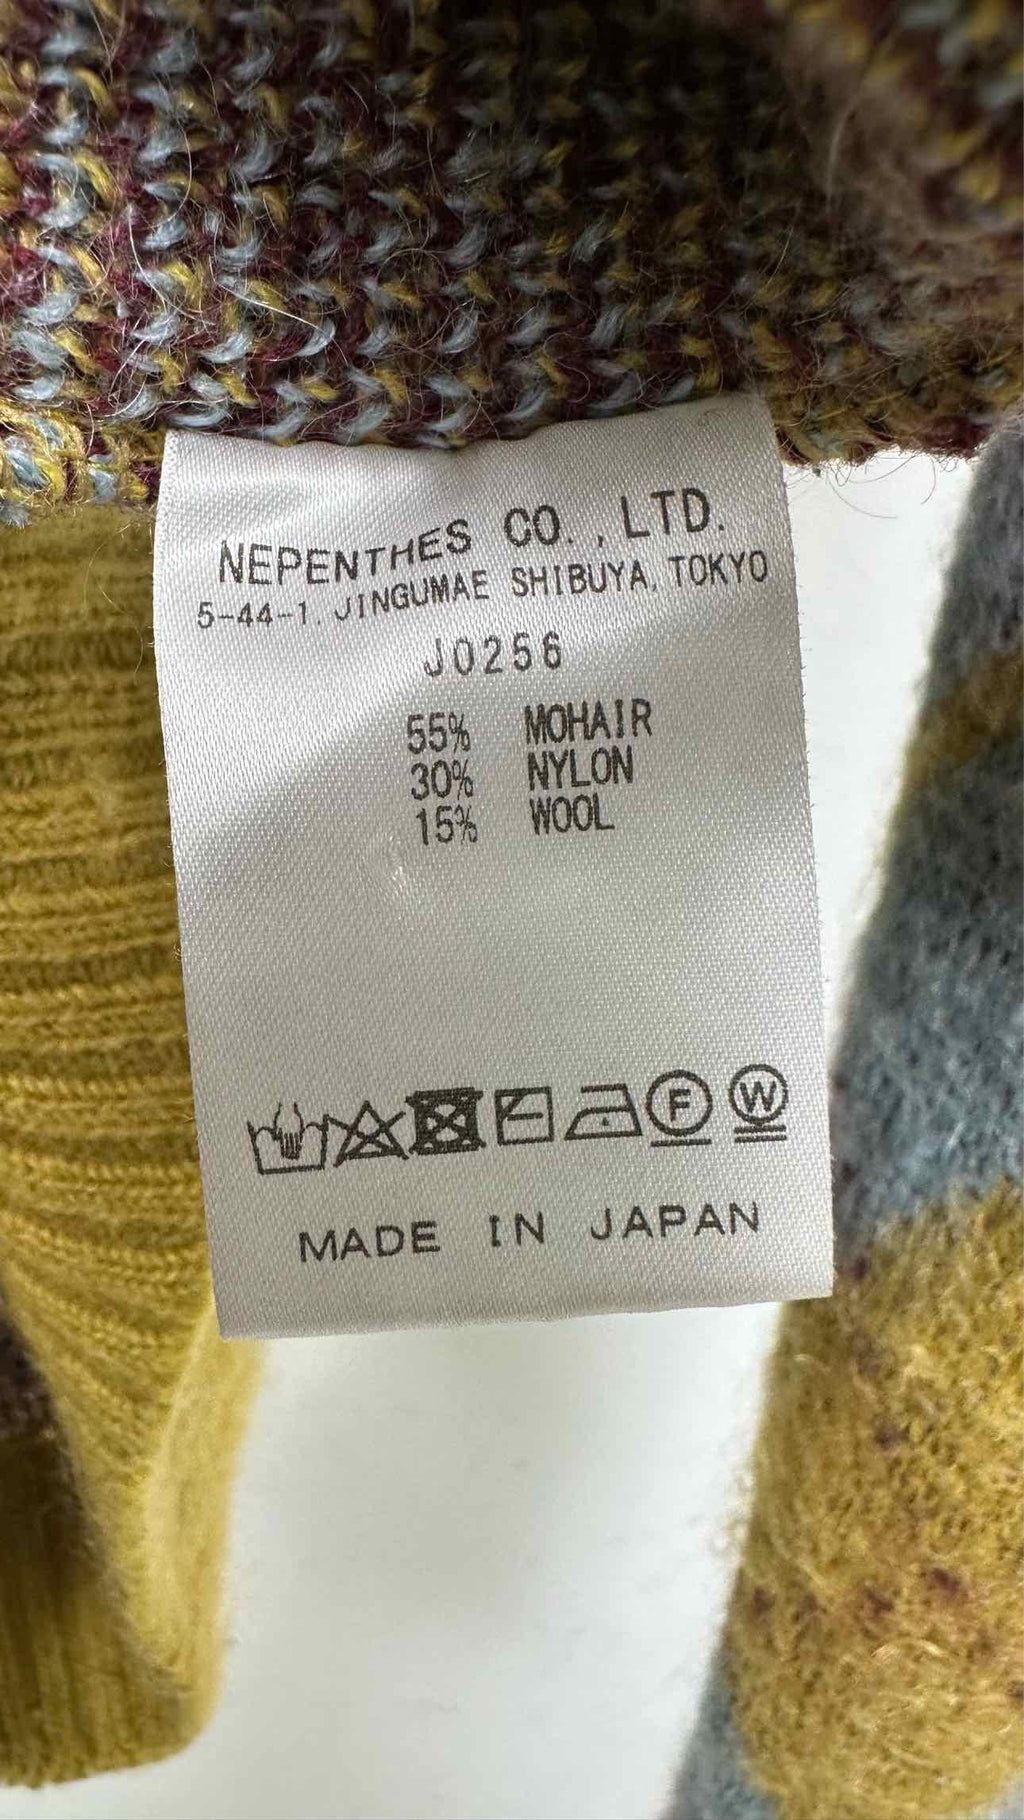 NEPENTHES CO., LTD.
5-44-1, JINGUMAE SHIBUYA, TOKYO
J0256
55% MOHAIR
30% NYLON
15% WOOL
F W
MADE IN JAPAN